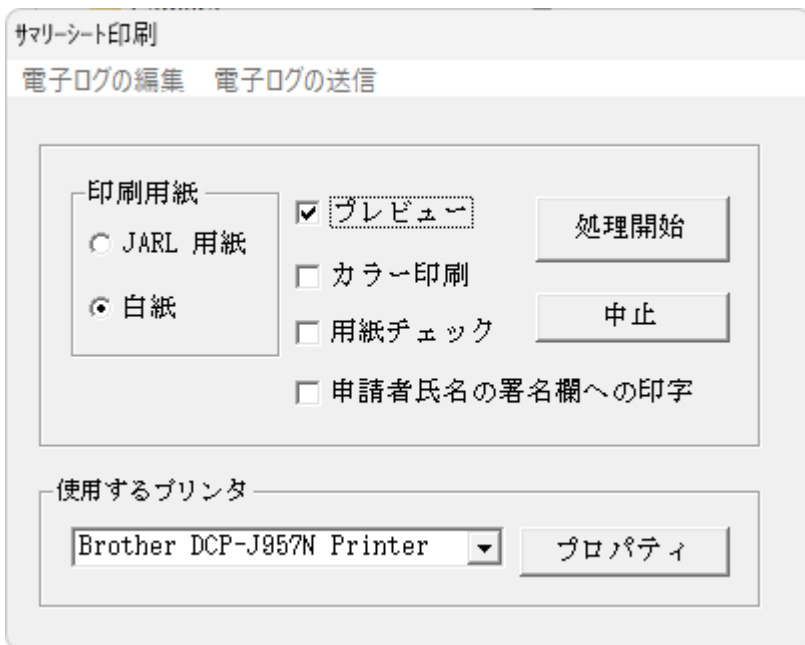 サマリーシート印刷
電子ログの編集 電子ログの送信
印刷用紙
JARL 用紙
白紙
プレビュー
カラー印刷
用紙チェック
申請者氏名の署名欄への印字
処理開始
中止
使用するプリンタ
Brother DCP-J957N Printer
プロパティ